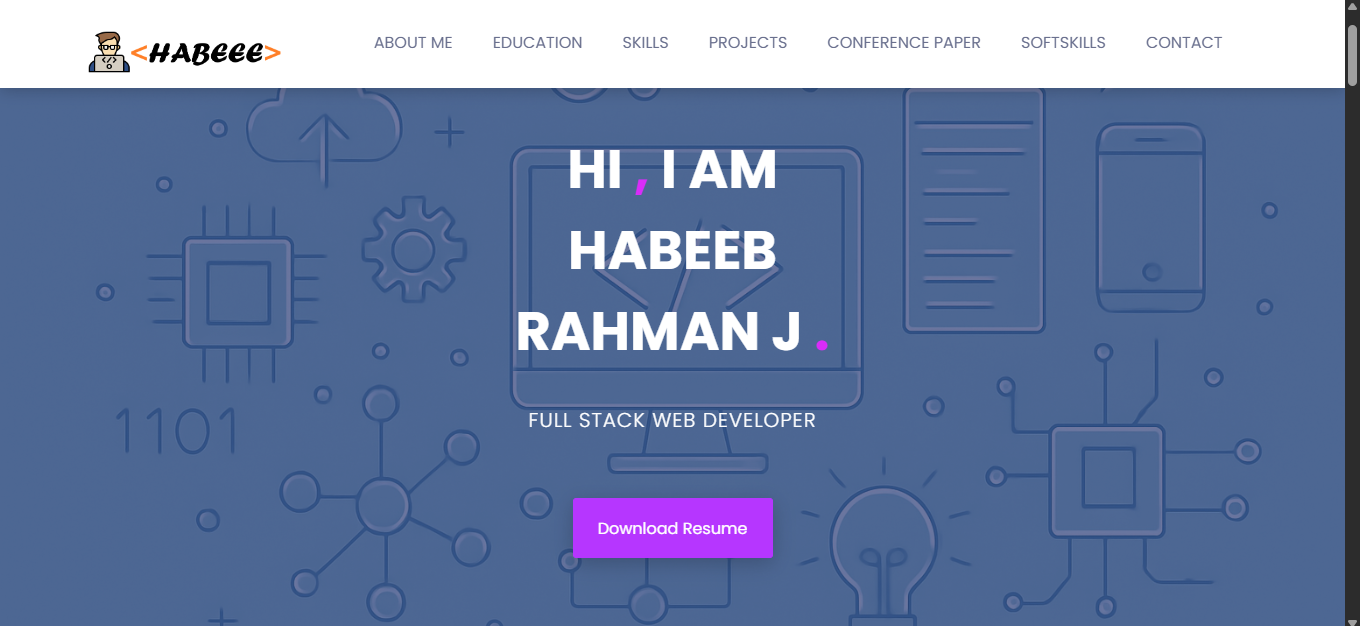 <HABEEE>
ABOUT ME EDUCATION SKILLS PROJECTS CONFERENCE PAPER SOFTSKILLS CONTACT
HI , I AM
HABEEB
RAHMAN J .
FULL STACK WEB DEVELOPER
1101
Download Resume